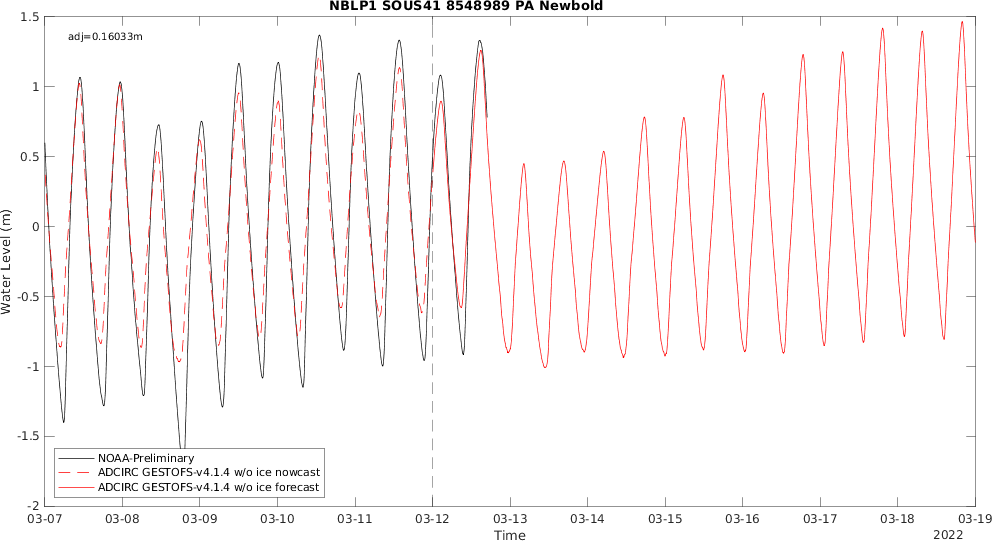 NBLP1 SOUS41 8548989 PA Newbold
adj=0.16033m
1.5
1
0.5
0
-0.5
-1
-1.5
-2
Water Level (m)
NOAA-Preliminary
ADCIRC GESTOFS-v4.1.4 w/o ice nowcast
ADCIRC GESTOFS-v4.1.4 w/o ice forecast
03-07 03-08 03-09 03-10 03-11 03-12 03-13 03-14 03-15 03-16 03-17 03-18 03-19
Time
2022